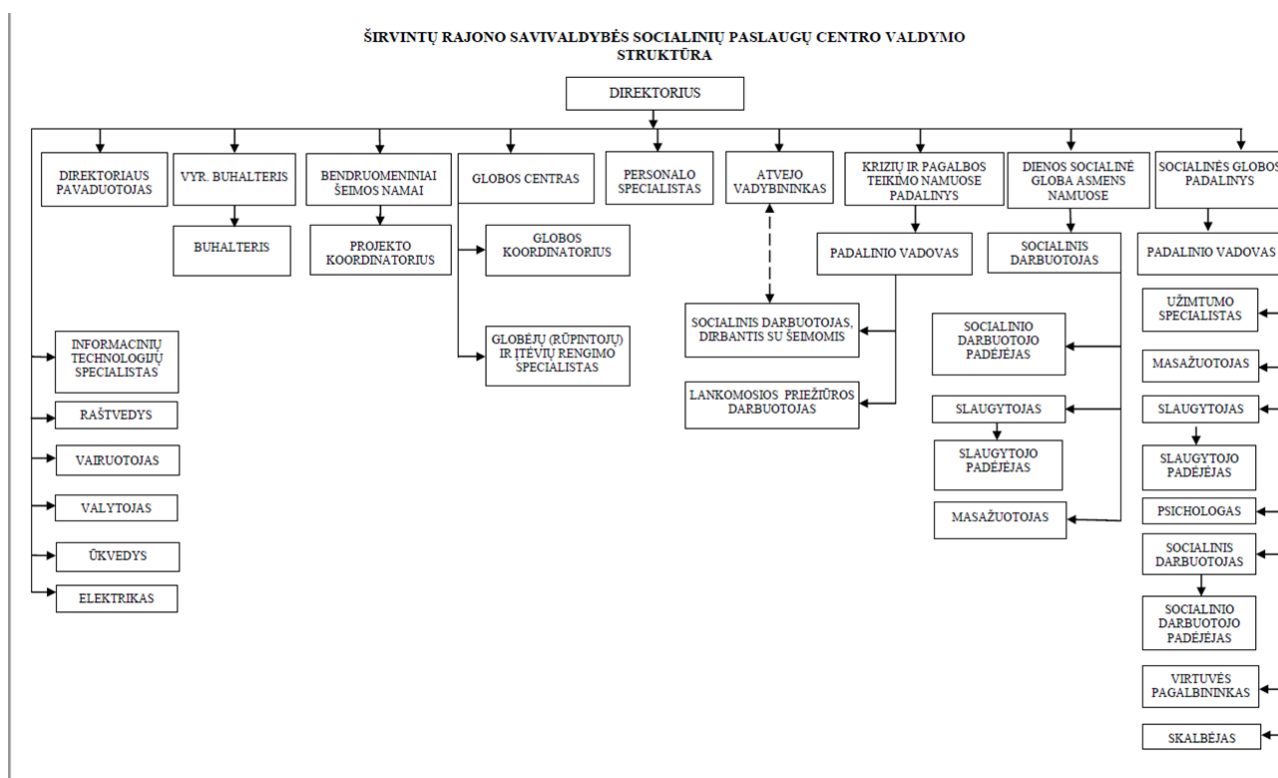 ŠIRVINTŲ RAJONO SAVIVALDYBĖS SOCIALINIŲ PASLAUGŲ CENTRO VALDYMO
STRUKTŪRA
DIREKTORIUS
DIREKTORIAUS
PAVADUOTOJAS
VYR. BUHALTERIS
BENDRUOMENINIAI
ŠEIMOS NAMAI
GLOBOS CENTRAS
PERSONALO
SPECIALISTAS
ATVEJO
VADYBININKAS
KRIZIŲ IR PAGALBOS
TEIKIMO NAMUOSE
PADALINYS
DIENOS SOCIALINĖ
GLOBA ASMENS
NAMUOSE
SOCIALINĖS GLOBOS
PADALINYS
BUHALTERIS
PROJEKTO
KOORDINATORIUS
GLOBOS
KOORDINATORIUS
PADALINIO VADOVAS
SOCIALINIS
DARBUOTOJAS
PADALINIO VADOVAS
INFORMACINIŲ
TECHNOLOGIJŲ
SPECIALISTAS
RAŠTVEDYS
VAIRUOTOJAS
VALYTOJAS
ŪKVEDYS
ELEKTRIKAS
GLOBĖJŲ (RŪPINTOJŲ)
IR ĮTĖVIŲ RENGIMO
SPECIALISTAS
SOCIALINIS DARBUOTOJAS,
DIRBANTIS SU ŠEIMOMIS
LANKOMOSIOS PRIEŽIŪROS
DARBUOTOJAS
SOCIALINIO
DARBUOTOJO
PADĖJĖJAS
SLAUGYTOJAS
SLAUGYTOJO
PADĖJĖJAS
MASAŽUOTOJAS
UŽIMTUMO
SPECIALISTAS
MASAŽUOTOJAS
SLAUGYTOJAS
SLAUGYTOJO
PADĖJĖJAS
PSICHOLOGAS
SOCIALINIS
DARBUOTOJAS
SOCIALINIO
DARBUOTOJO
PADĖJĖJAS
VIRTUVĖS
PAGALBININKAS
SKALBĖJAS